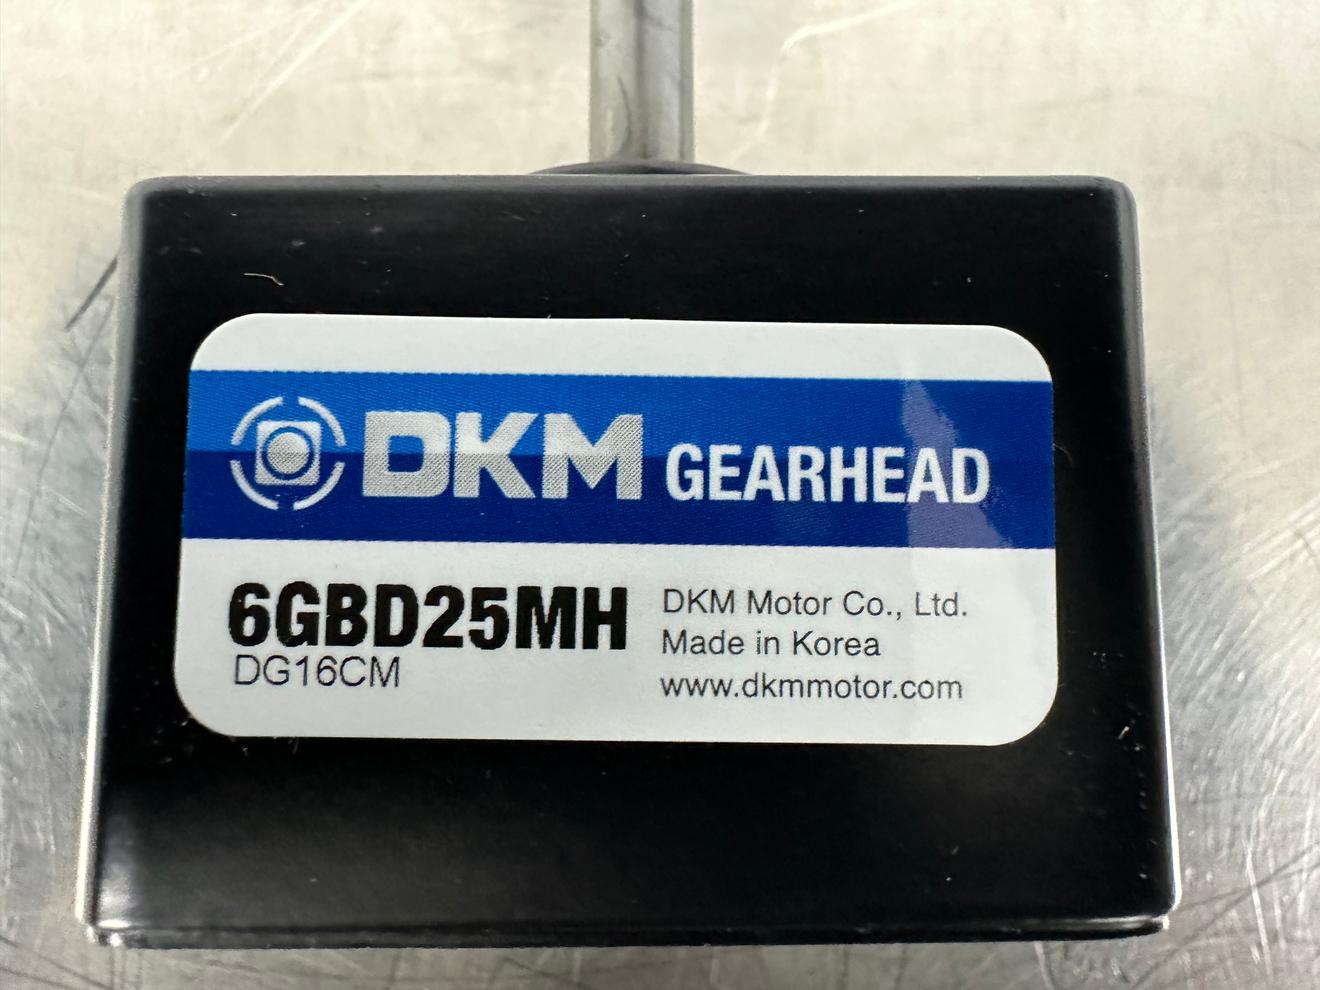 DKM GEARHEAD
6GBD25MH
DG16CM
DKM Motor Co., Ltd.
Made in Korea
www.dkmmotor.com